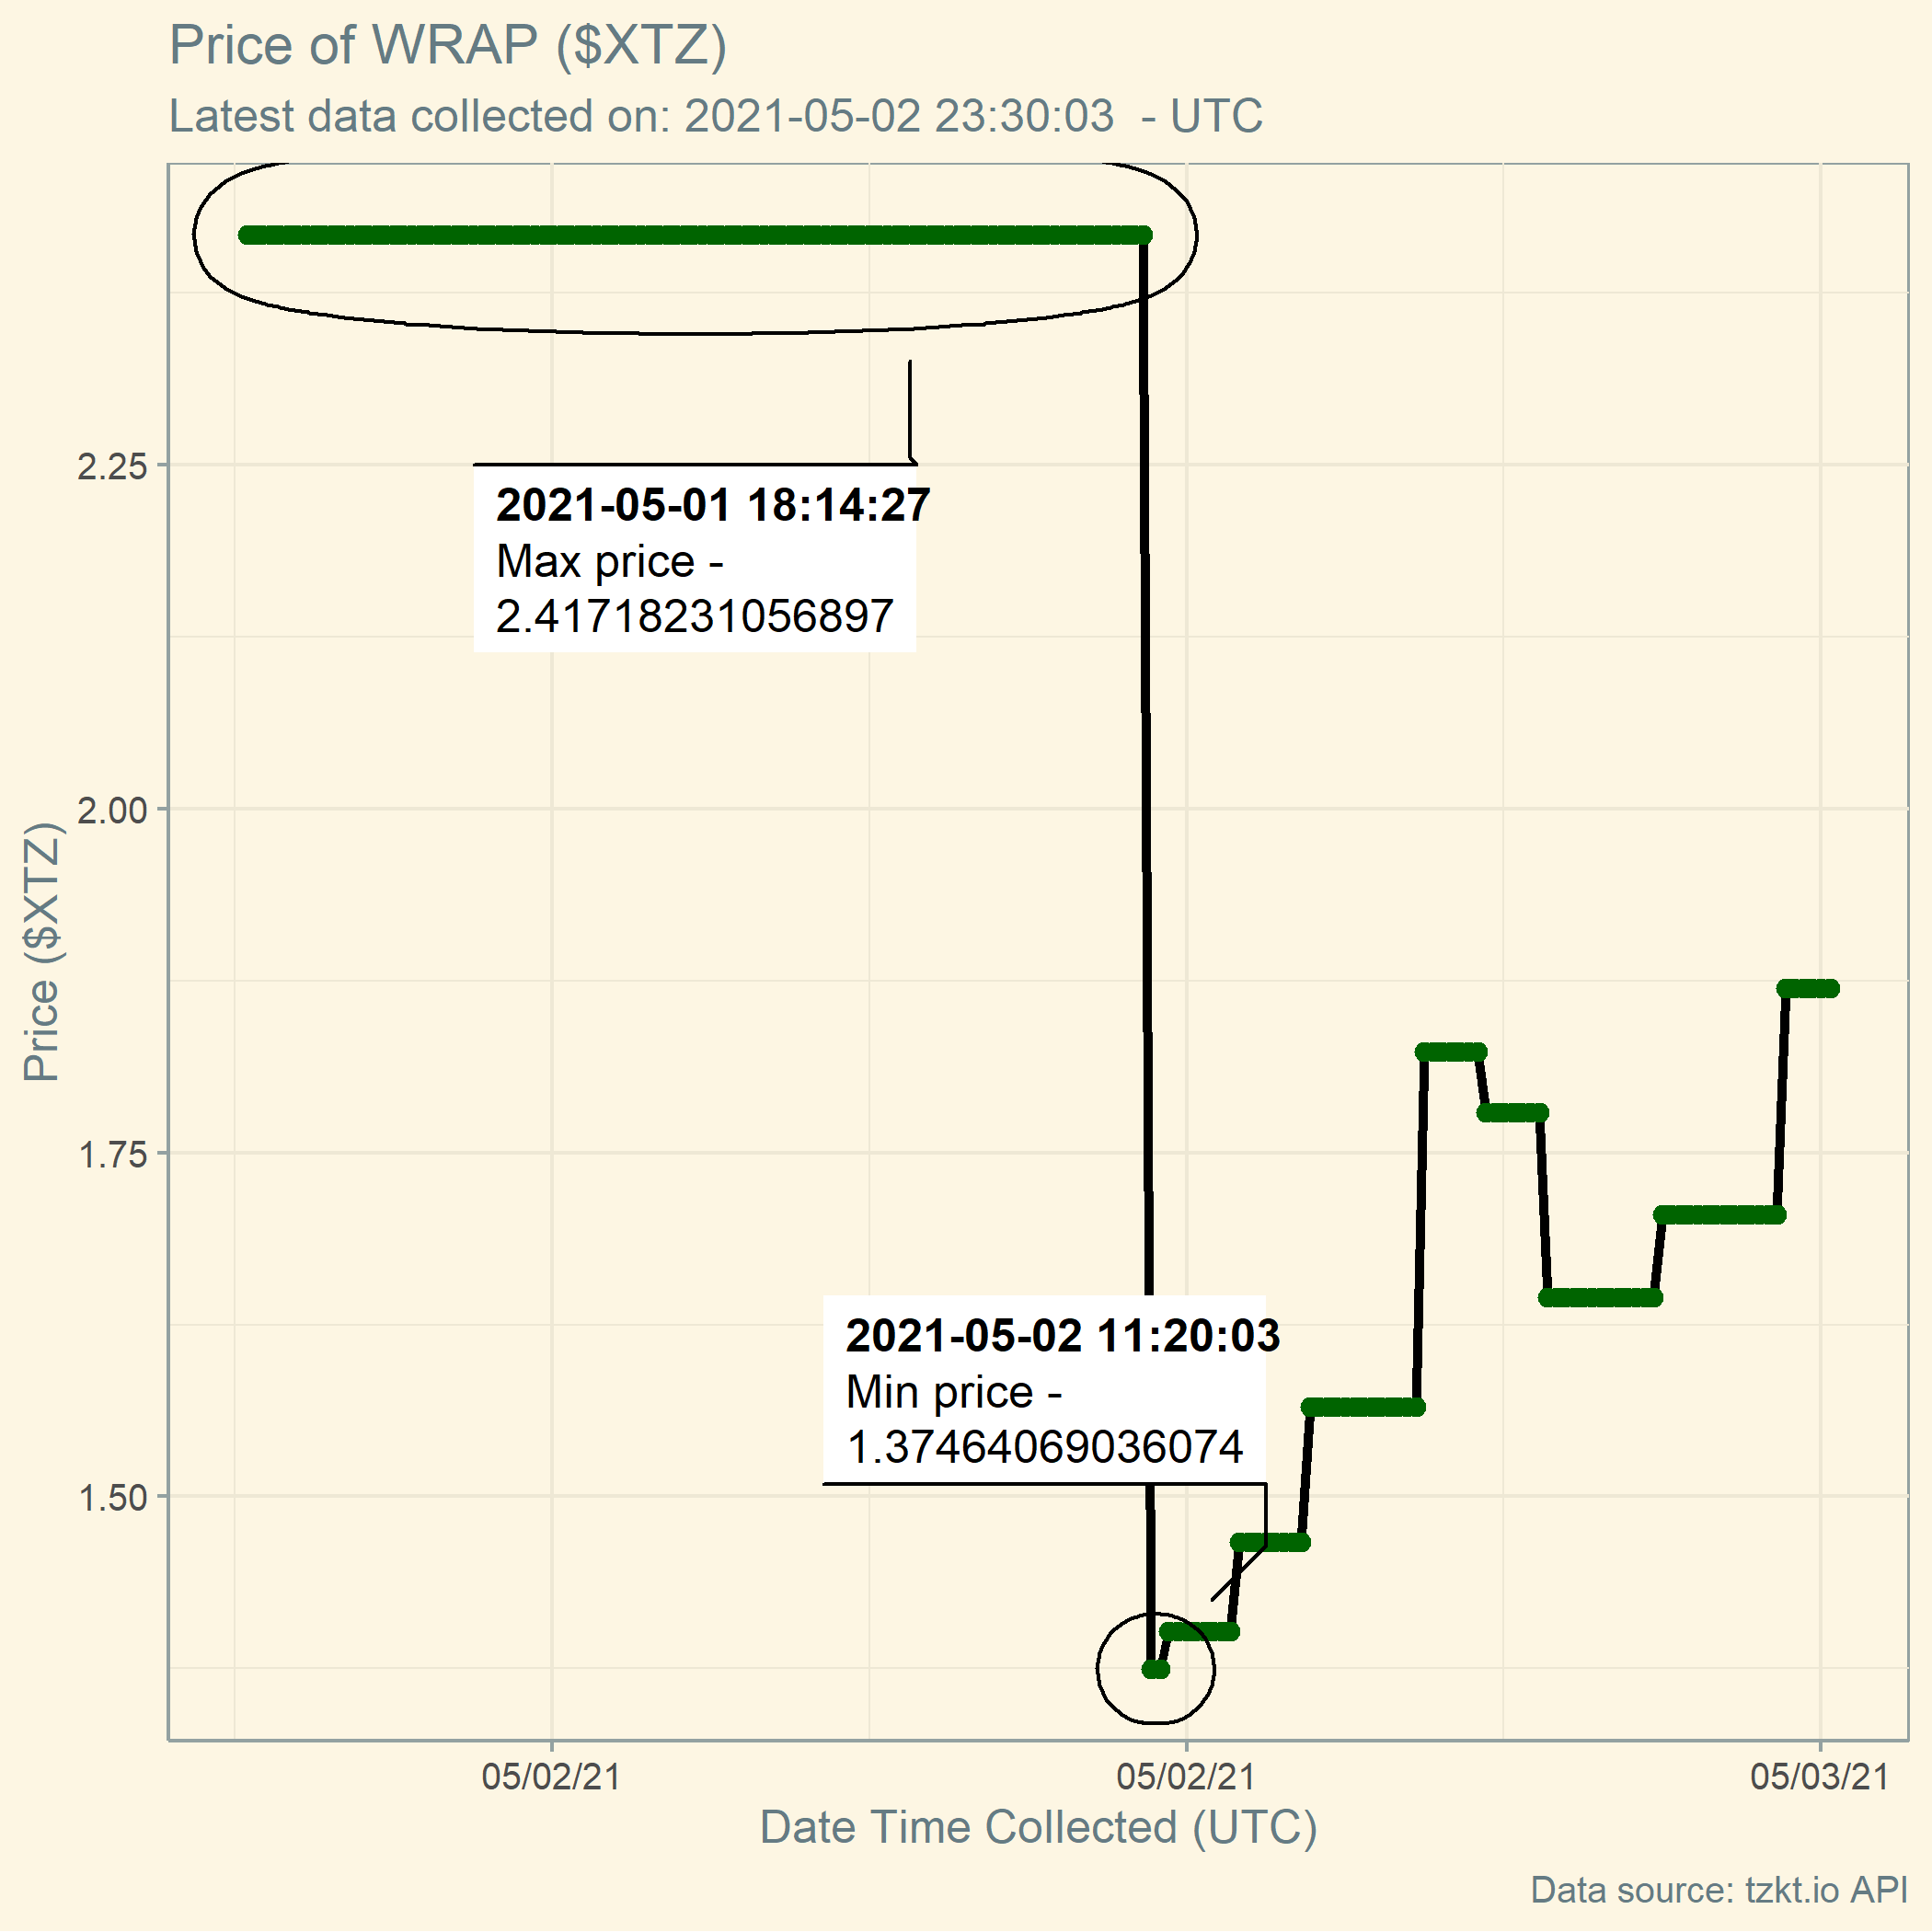 Price of WRAP ($XTZ)
Latest data collected on: 2021-05-02 23:30:03  - UTC
2.25
2.00
1.75
1.50
Price ($XTZ)
2021-05-01 18:14:27
Max price -
2.41718231056897
2021-05-02 11:20:03
Min price -
1.37464069036074
05/02/21
05/02/21
05/03/21
Date Time Collected (UTC)
Data source: tzkt.io API